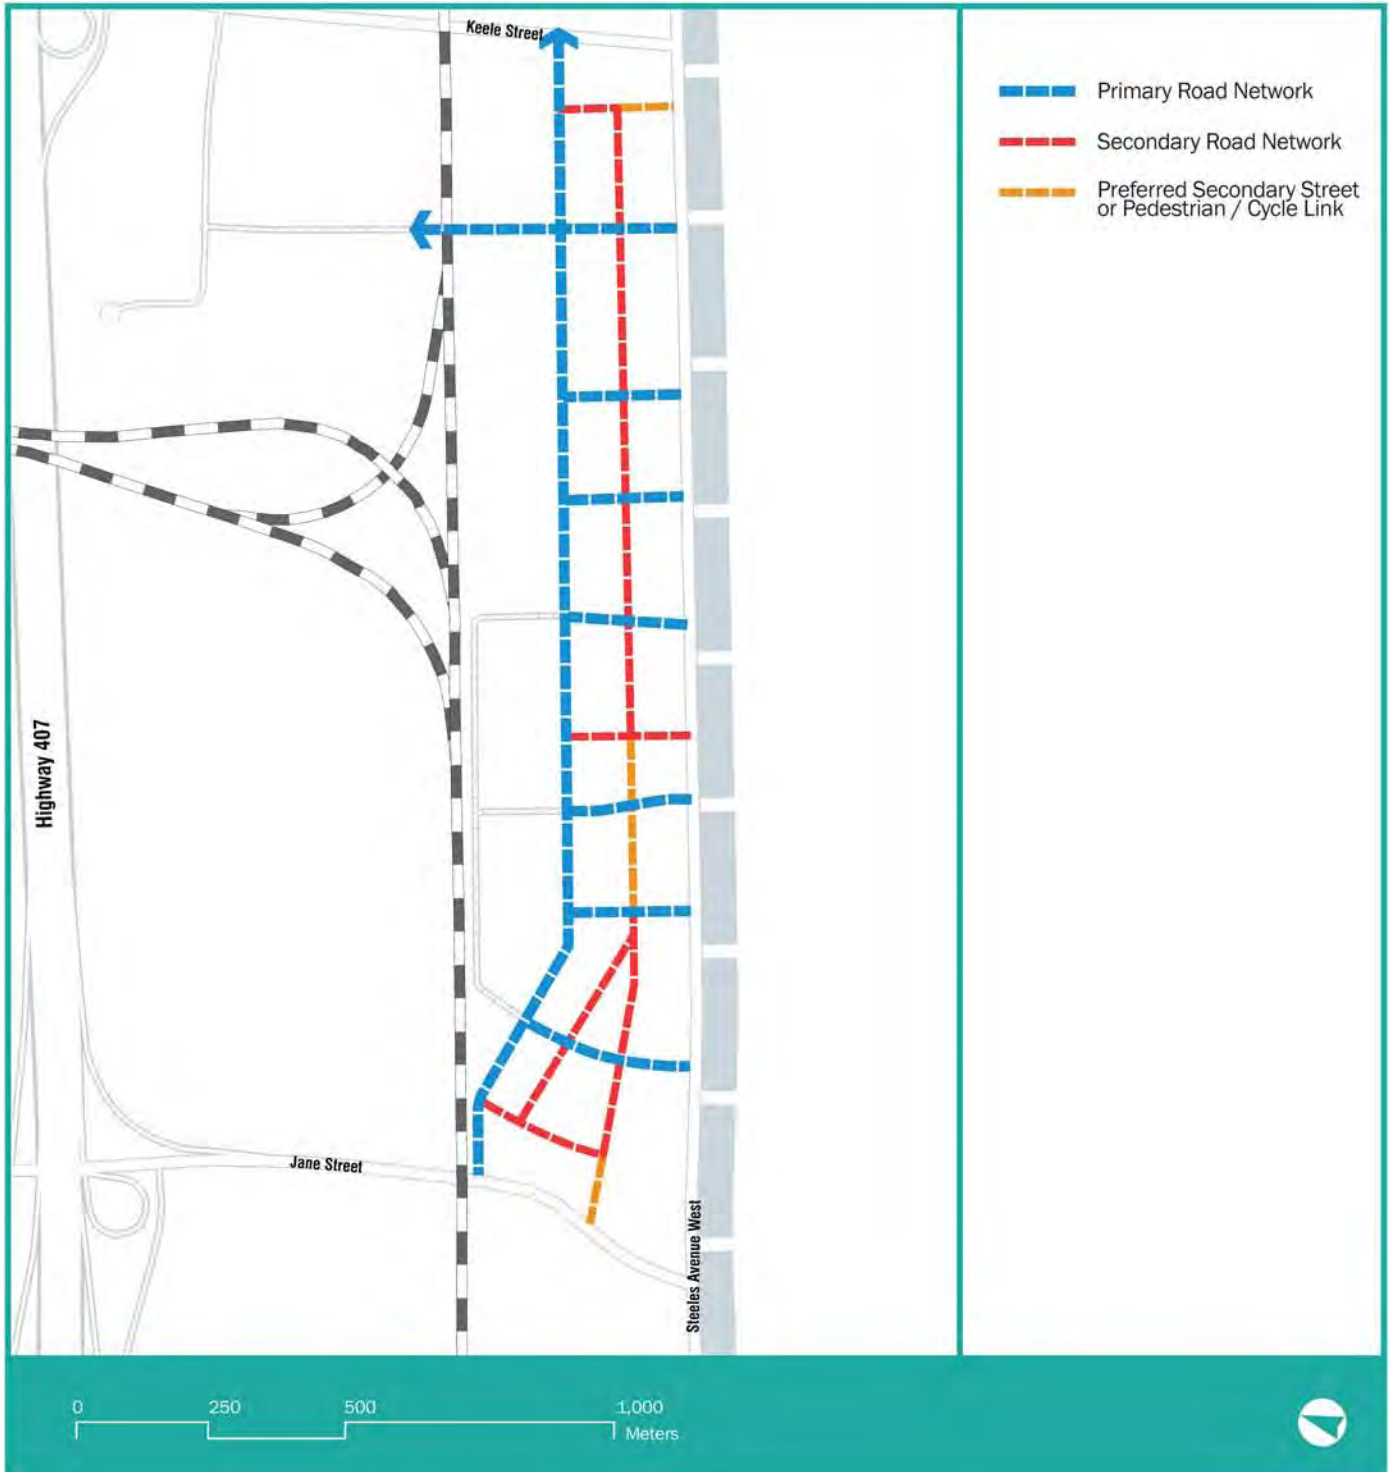 Keele Street
Primary Road Network
Secondary Road Network
Preferred Secondary Street
or Pedestrian / Cycle Link
Highway 407
Jane Street
Steeles Avenue West
0 250 500 1,000
Meters